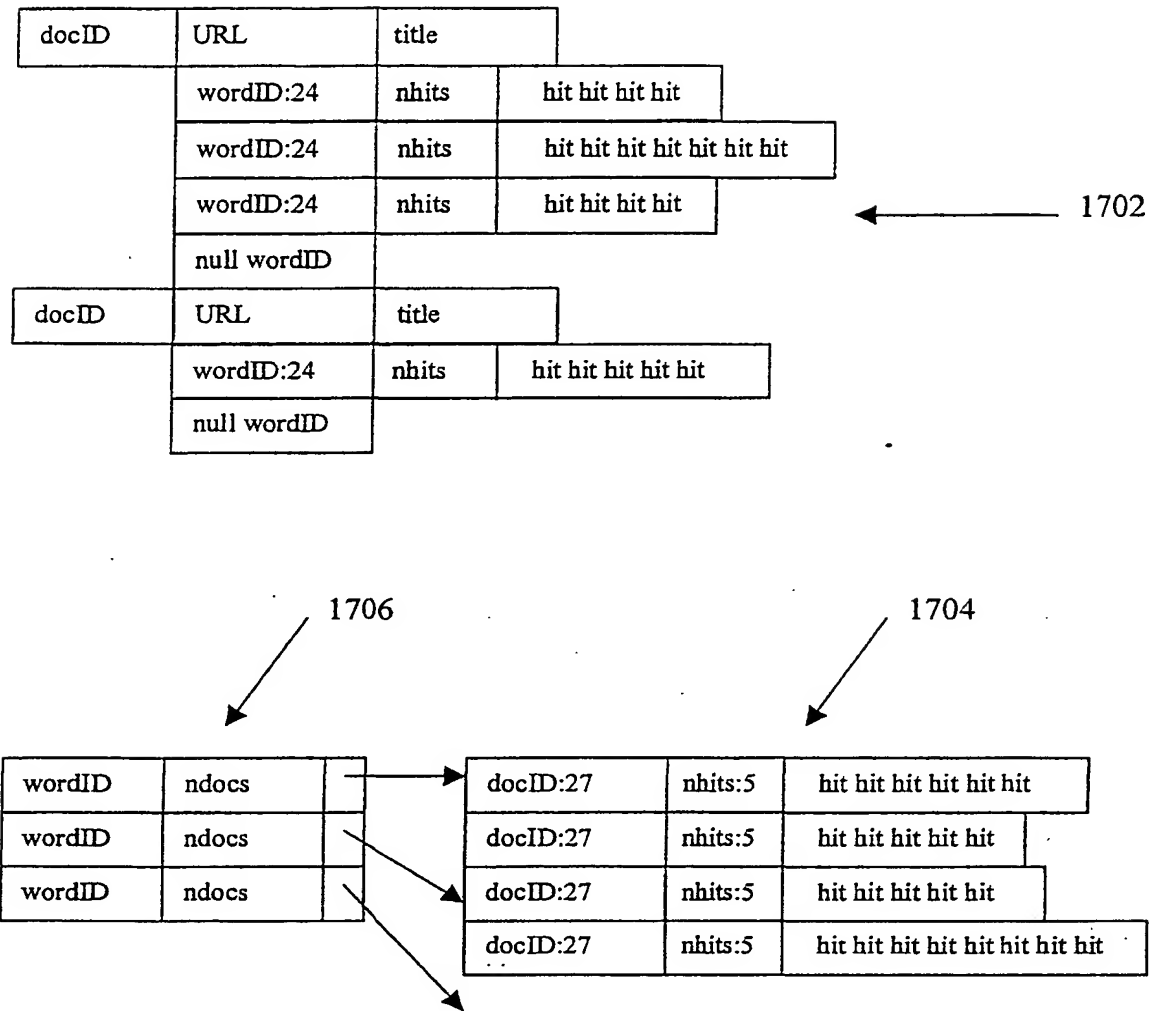 docID URL title
wordID:24 nhits hit hit hit hit
wordID:24 nhits hit hit hit hit hit hit hit
wordID:24 nhits hit hit hit hit
1702
null wordID
docID URL title
wordID:24 nhits hit hit hit hit hit
null wordID
1706 1704
wordID ndocs docID:27 nhits:5 hit hit hit hit hit hit
wordID ndocs docID:27 nhits:5 hit hit hit hit hit
wordID ndocs docID:27 nhits:5 hit hit hit hit hit
docID:27 nhits:5 hit hit hit hit hit hit hit hit